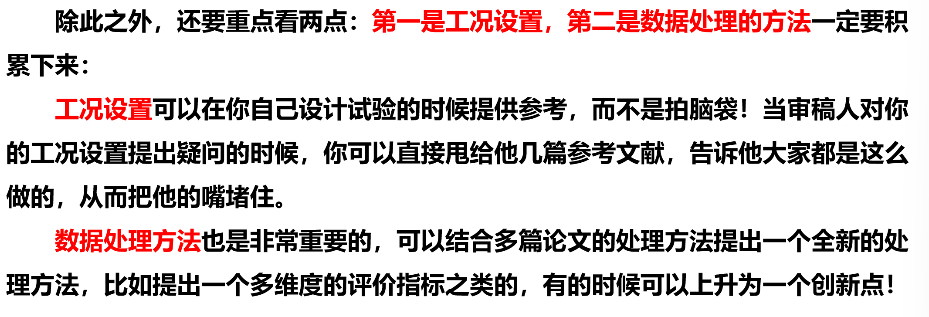 除此之外，还要重点看两点：第一是工况设置，第二是数据处理的方法一定要积
累下来：
工况设置可以在你自己设计试验的时候提供参考，而不是拍脑袋！当审稿人对你
的工况设置提出疑问的时候，你可以直接甩给他几篇参考文献，告诉他大家都是这么
做的，从而把他的嘴堵住。
数据处理方法也是非常重要的，可以结合多篇论文的处理方法提出一个全新的处
理方法，比如提出一个多维度的评价指标之类的，有的时候可以上升为一个创新点！